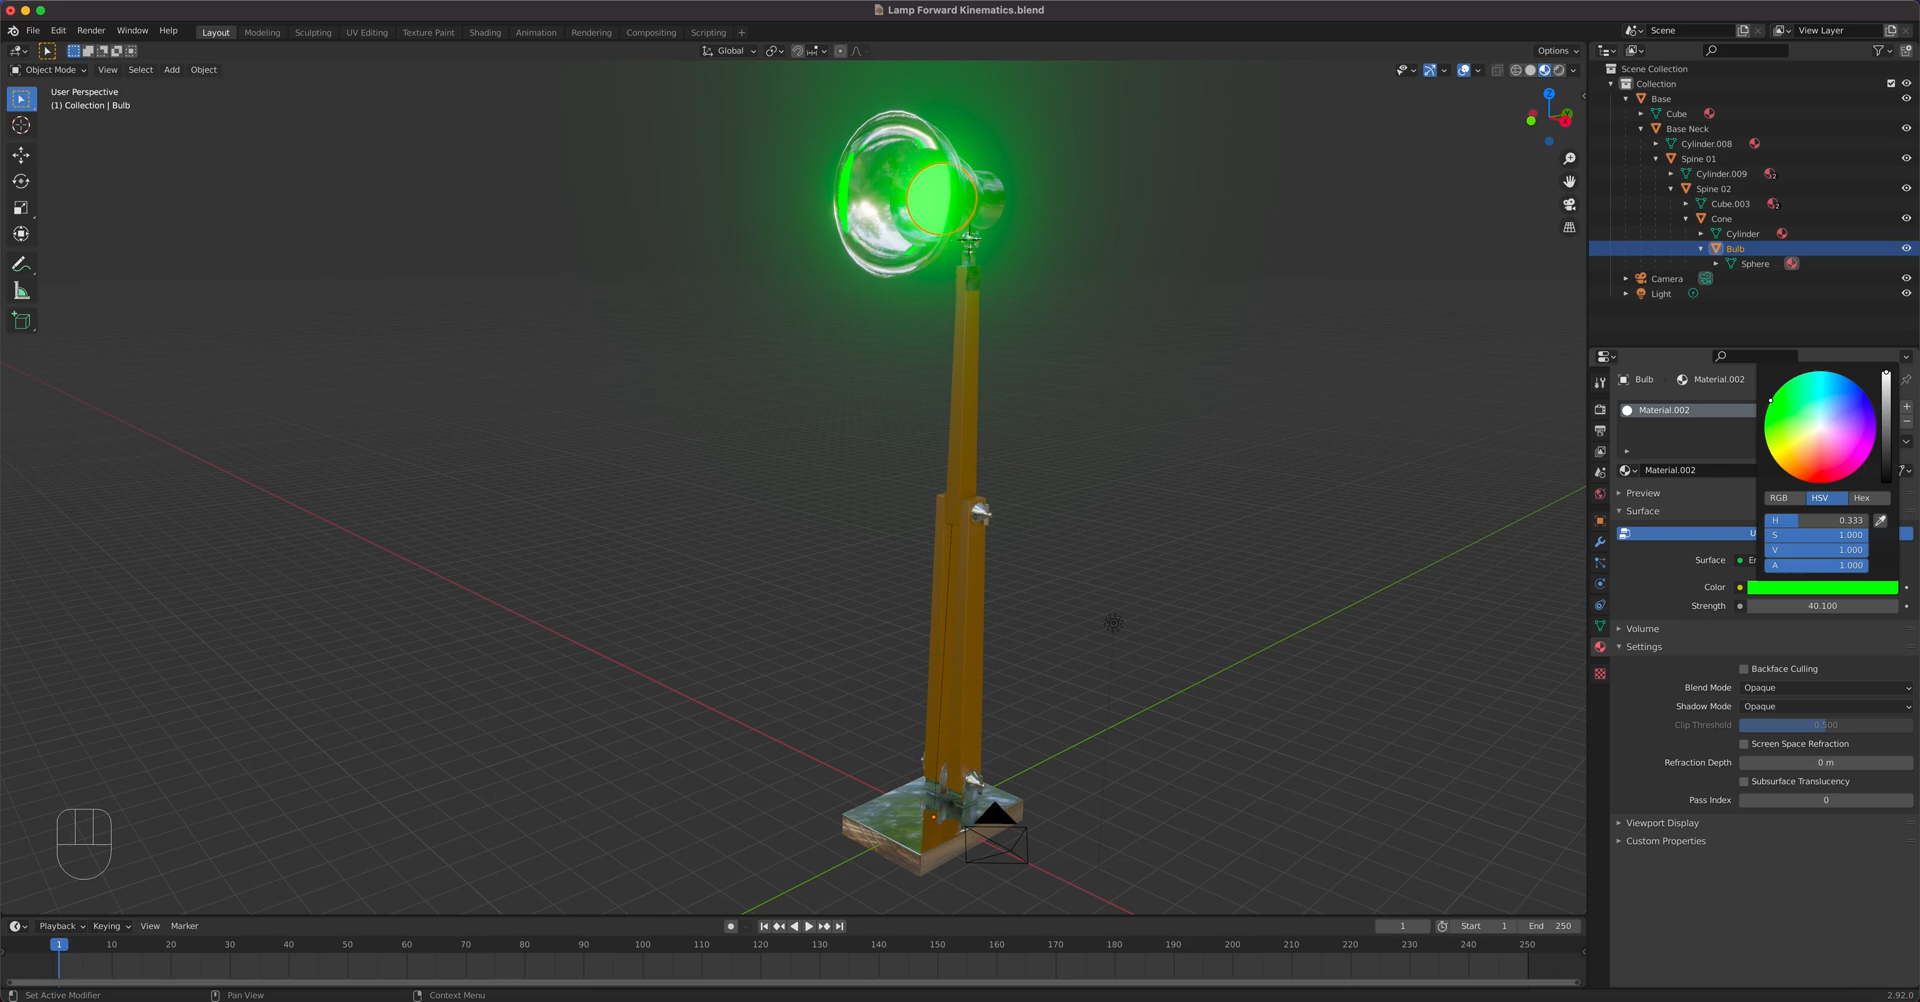 Lamp Forward Kinematics.blend
File Edit Render Window Help Layout Modeling Sculpting UV Editing Texture Paint Shading Animation Rendering Compositing Scripting + Scene View Layer
Global Options
Object Mode View Select Add Object
User Perspective
(1) Collection | Bulb
Z
X
Scene Collection
Collection
Base
Cube
Base Neck
Cylinder.008
Spine 01
Cylinder.009 2
Spine 02
Cube.003 2
Cone
Cylinder
Bulb
Sphere
Camera
Light
Bulb Material.002
Material.002
Material.002
Preview
Surface
RGB HSV Hex
H 0.333
S 1.000
V 1.000
A 1.000
U
Surface Er
Color
Strength 40.100
Volume
Settings
Backface Culling
Blend Mode Opaque
Shadow Mode Opaque
Clip Threshold 0.500
Screen Space Refraction
Refraction Depth 0 m
Subsurface Translucency
Pass Index 0
Viewport Display
Custom Properties
Playback Keying View Marker 1 Start 1 End 250
1 10 20 30 40 50 60 70 80 90 100 110 120 130 140 150 160 170 180 190 200 210 220 230 240 250
Set Active Modifier Pan View Context Menu 2.92.0